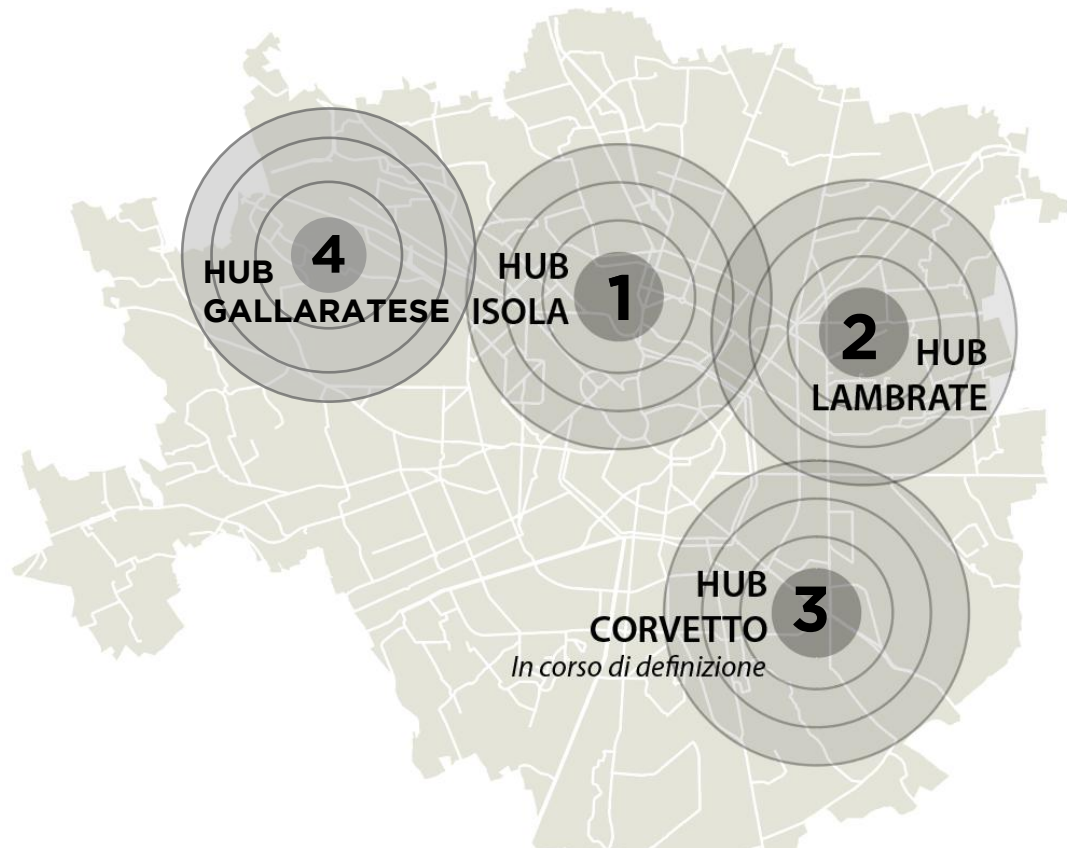 4
HUB
GALLARATESE
1
HUB
ISOLA
2
HUB
LAMBRATE
3
HUB
CORVETTO
In corso di definizione